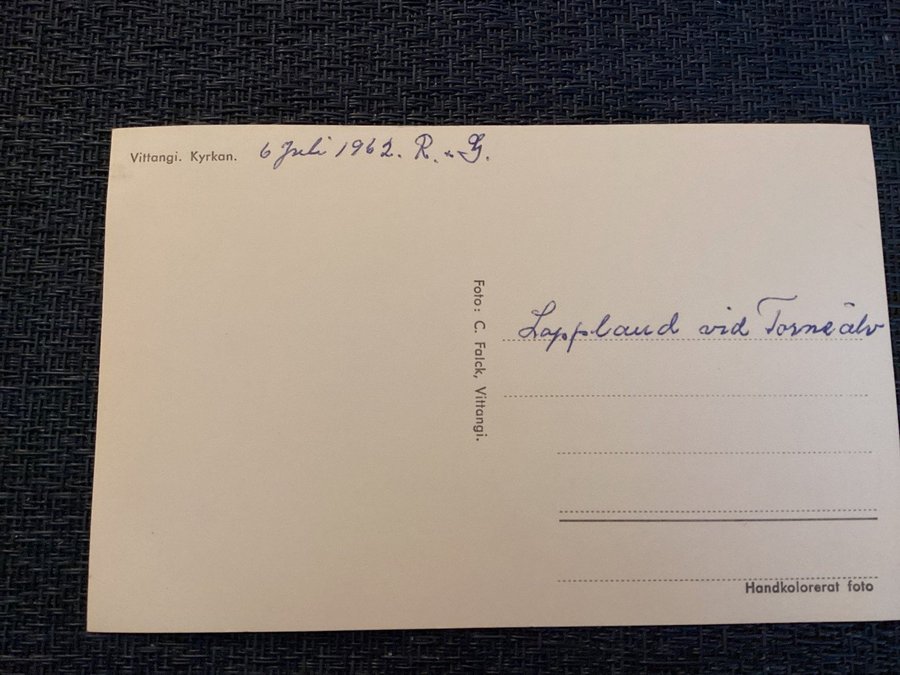 Vittangi. Kyrkan. 6 Juli 1962. R. + G.
Foto: C. Falck, Vittangi.
Lappland vid Torneälv
Handkolorerat foto